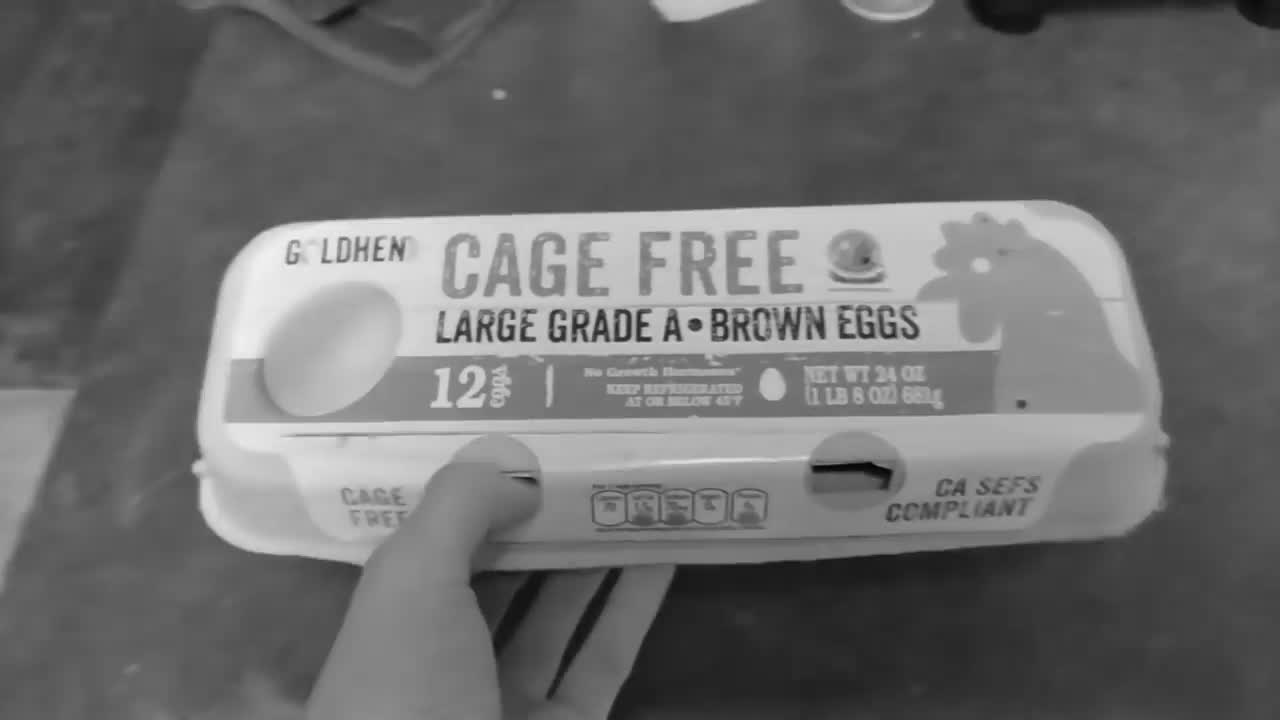 GOLDHEN
CAGE FREE
LARGE GRADE A • BROWN EGGS
12 eggs
No Growth Hormones*
KEEP REFRIGERATED
AT OR BELOW 45°F
NET WT 24 OZ
(1 LB 8 OZ) 681g
CAGE
FREE
CA SEFS
COMPLIANT